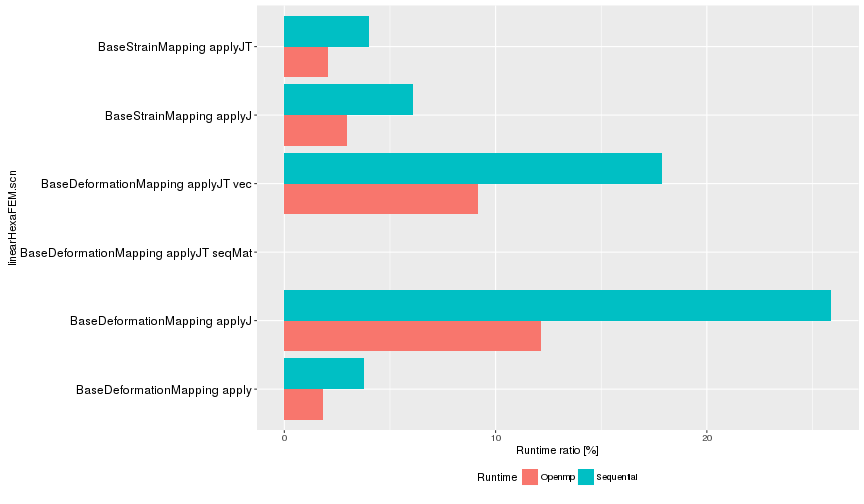 BaseStrainMapping applyJT
BaseStrainMapping applyJ
BaseDeformationMapping applyJT vec
BaseDeformationMapping applyJT seqMat
BaseDeformationMapping applyJ
BaseDeformationMapping apply
linearHexaFEM.scn
0 10 20
Runtime ratio [%]
Runtime Openmp Sequential